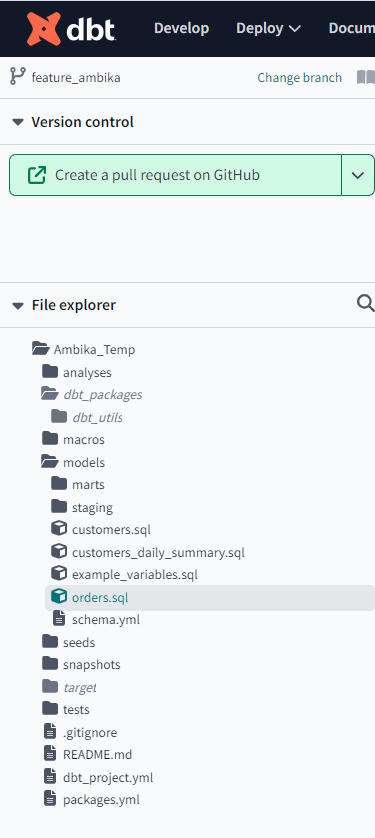 dbt Develop Deploy Docum
feature_ambika Change branch
Version control
Create a pull request on GitHub
File explorer
Ambika_Temp
analyses
dbt_packages
dbt_utils
macros
models
marts
staging
customers.sql
customers_daily_summary.sql
example_variables.sql
orders.sql
schema.yml
seeds
snapshots
target
tests
.gitignore
README.md
dbt_project.yml
packages.yml